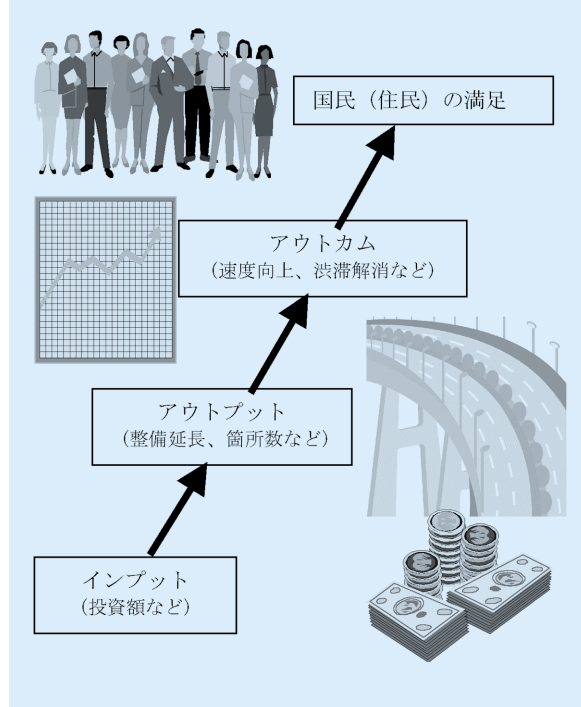 国民（住民）の満足
アウトカム
（速度向上、渋滞解消など）
アウトプット
（整備延長、箇所数など）
インプット
（投資額など）